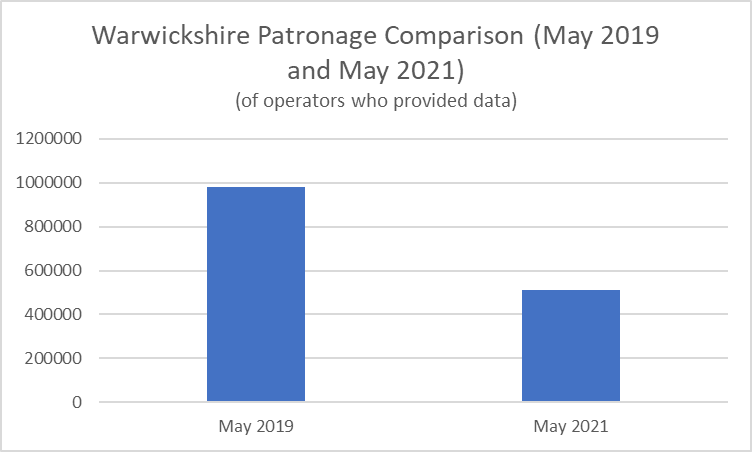 Warwickshire Patronage Comparison (May 2019
and May 2021)
(of operators who provided data)
1200000
1000000
800000
600000
400000
200000
0
May 2019
May 2021